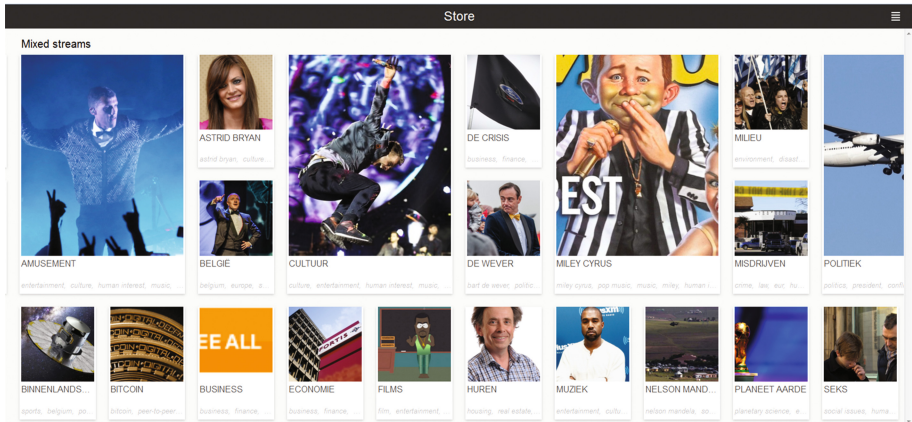 Store
Mixed streams
ASTRID BRYAN
astrid bryan, culture...
DE CRISIS
business, finance, ...
MILIEU
environment, disast...
BEST
AMUSEMENT
entertainment, culture, human interest, music, ...
BELGIE
belgium, europe, s...
CULTUUR
culture, entertainment, human interest, music, ...
DE WEVER
bart de wever, politic...
MILEY CYRUS
miley cyrus, pop music, music, miley, human i...
MISDRIJVEN
crime, law, eur, hu...
POLITIEK
politics, president, confl
EE ALL
FORTIS
BINNENLANDS...
sports, belgium, po...
BITCOIN
bitcoin, peer-to-peer...
BUSINESS
business, finance, ...
ECONOMIE
business, finance, ...
FILMS
film, entertainment, ...
HUREN
housing, real estate, ...
MUZIEK
entertainment, cultu...
NELSON MAND...
nelson mandela, so...
PLANEET AARDE
planetary science, e...
SEKS
social issues, huma...